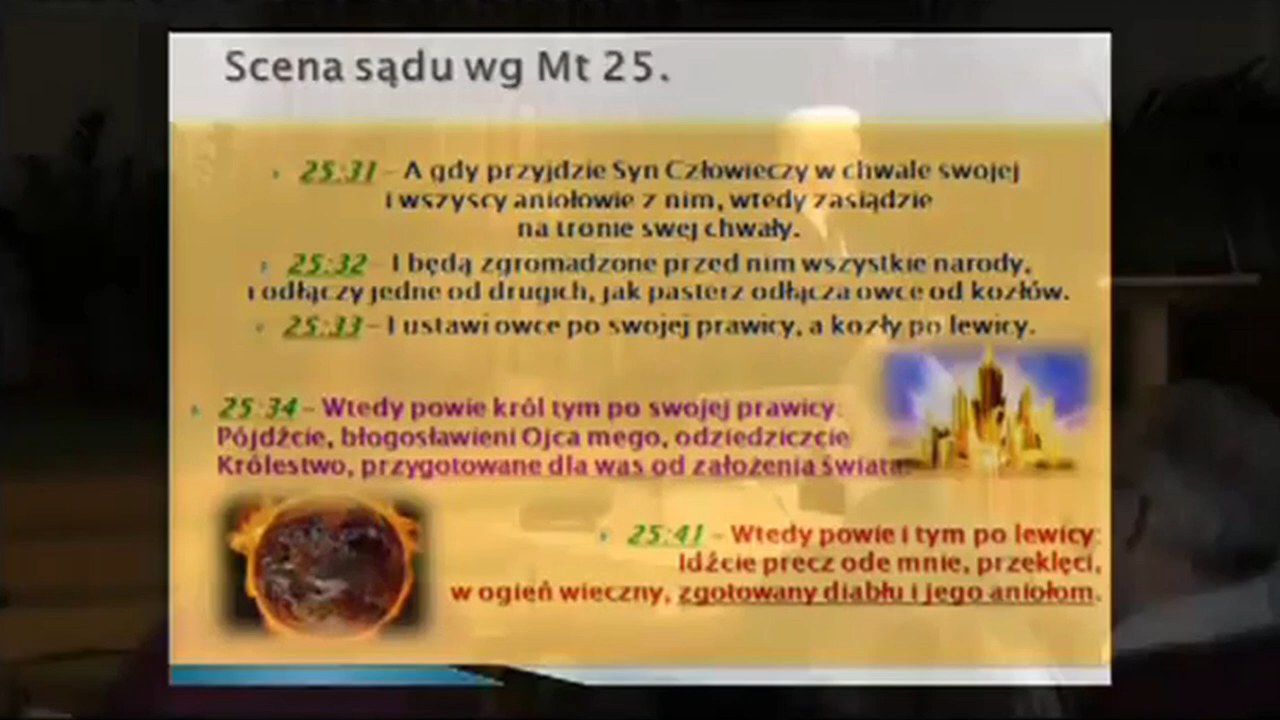 Scena sądu wg Mt 25.
25:31 – A gdy przyjdzie Syn Człowieczy w chwale swojej
i wszyscy aniołowie z nim, wtedy zasiądzie
na tronie swej chwały.
25:32 – I będą zgromadzone przed nim wszystkie narody,
i odłączy jedne od drugich, jak pasterz odłącza owce od kozłów.
25:33 – I ustawi owce po swojej prawicy, a kozły po lewicy.
25:34 – Wtedy powie król tym po swojej prawicy:
Pójdźcie, błogosławieni Ojca mego, odziedziczcie
Królestwo, przygotowane dla was od założenia świata.
25:41 – Wtedy powie i tym po lewicy:
Idźcie precz ode mnie, przeklęci,
w ogień wieczny, zgotowany diabłu i jego aniołom.